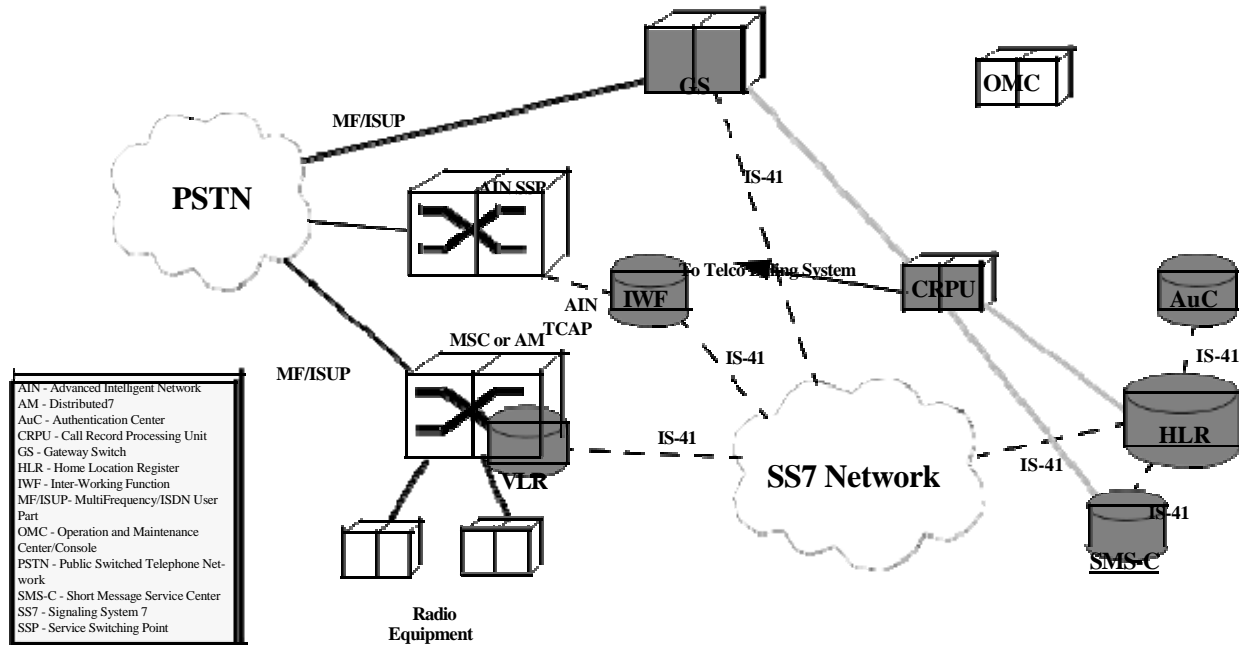 GS
OMC
MF/ISUP
PSTN
AIN SSP
IS-41
To Telco Billing System
IWF
CRPU
AuC
AIN
TCAP
MSC or AM
IS-41
IS-41
MF/ISUP
HLR
IS-41
VLR
SS7 Network
IS-41
IS-41
SMS-C
Radio
Equipment
AIN - Advanced Intelligent Network
AM - Distributed7
AuC - Authentication Center
CRPU - Call Record Processing Unit
GS - Gateway Switch
HLR - Home Location Register
IWF - Inter-Working Function
MF/ISUP- MultiFrequency/ISDN User
Part
OMC - Operation and Maintenance
Center/Console
PSTN - Public Switched Telephone Net-
work
SMS-C - Short Message Service Center
SS7 - Signaling System 7
SSP - Service Switching Point